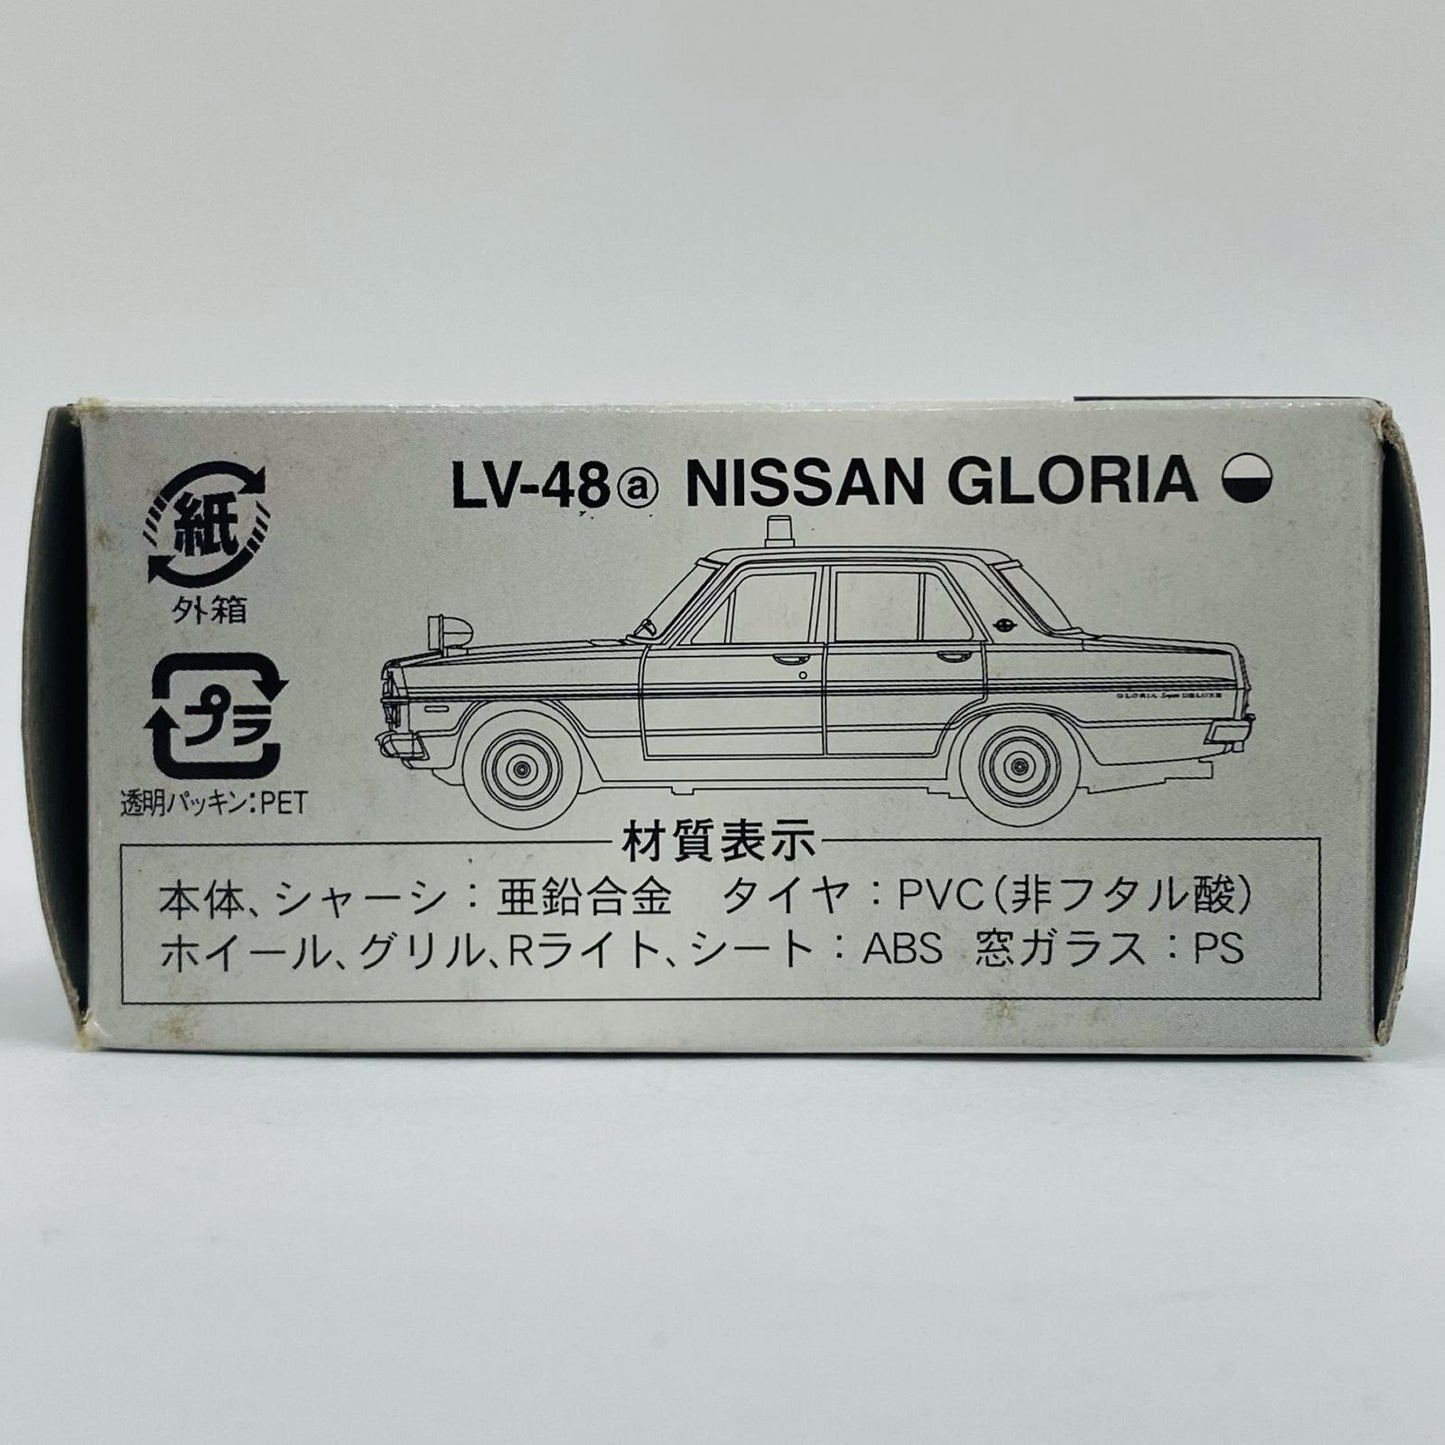 LV-48ⓐ NISSAN GLORIA
紙
外箱
プラ
透明パッキン:PET
GLORIA Super DELUXE
材質表示
本体、シャーシ:亜鉛合金 タイヤ:PVC(非フタル酸)
ホイール、グリル、Rライト、シート:ABS 窓ガラス:PS